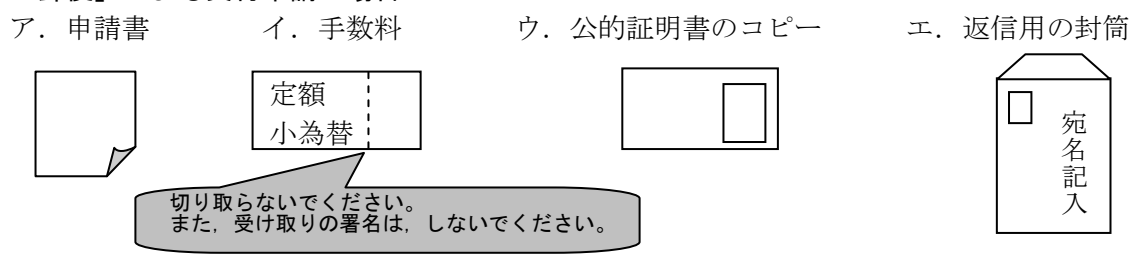 ア．申請書
イ．手数料
ウ．公的証明書のコピー
エ．返信用の封筒
定額
小為替
宛名記入
切り取らないでください。
また，受け取りの署名は，しないでください。